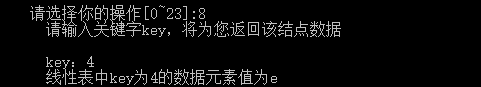 请选择你的操作[0~23]:8
请输入关键字key，将为您返回该结点数据
key：4
线性表中key为4的数据元素值为e